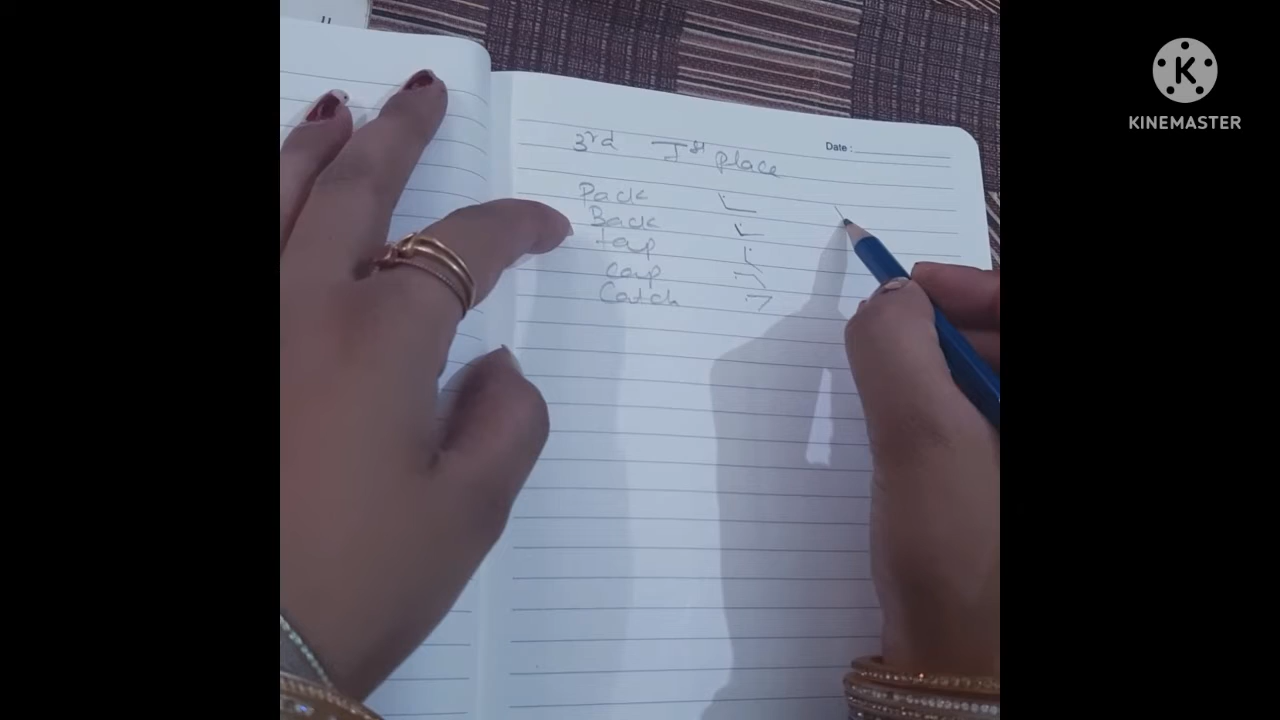 3rd Ist place
Date :
Pack
Back
tap
cap
Catch
KINEMASTER